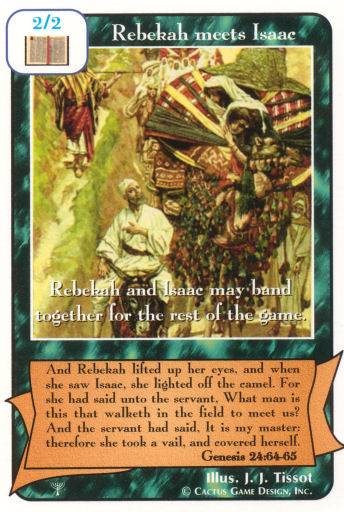 2/2
Rebekah meets Isaac
Rebekah and Isaac may band
together for the rest of the game.
And Rebekah lifted up her eyes, and when
she saw Isaac, she lighted off the camel. For
she had said unto the servant, What man is
this that walketh in the field to meet us?
And the servant had said, It is my master:
therefore she took a vail, and covered herself.
Genesis 24:64-65
Illus. J. J. Tissot
© Cactus Game Design, Inc.